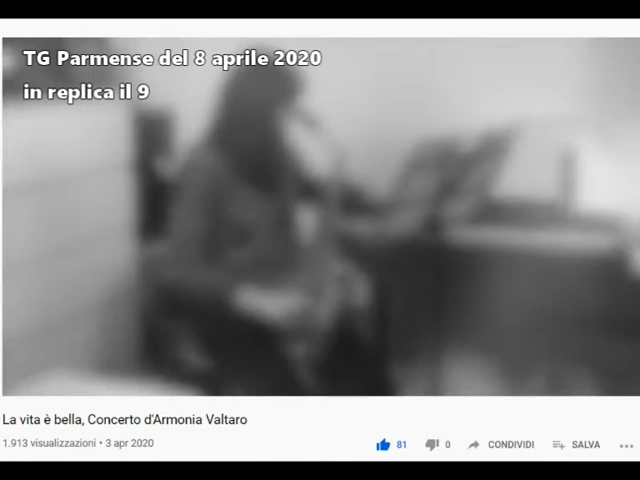 TG Parmense del 8 aprile 2020
in replica il 9
La vita è bella, Concerto d'Armonia Valtaro
1.913 visualizzazioni • 3 apr 2020
81 0 CONDIVIDI SALVA